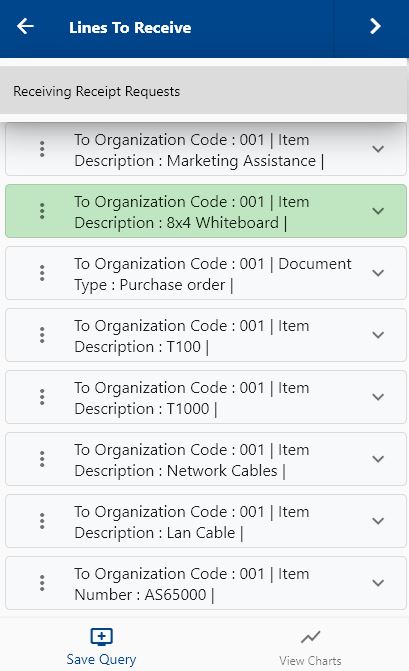 Lines To Receive
Receiving Receipt Requests
To Organization Code : 001 | Item
Description : Marketing Assistance |
To Organization Code : 001 | Item
Description : 8x4 Whiteboard |
To Organization Code : 001 | Document
Type : Purchase order |
To Organization Code : 001 | Item
Description : T100 |
To Organization Code : 001 | Item
Description : T1000 |
To Organization Code : 001 | Item
Description : Network Cables |
To Organization Code : 001 | Item
Description : Lan Cable |
To Organization Code : 001 | Item
Number : AS65000 |
Save Query
View Charts